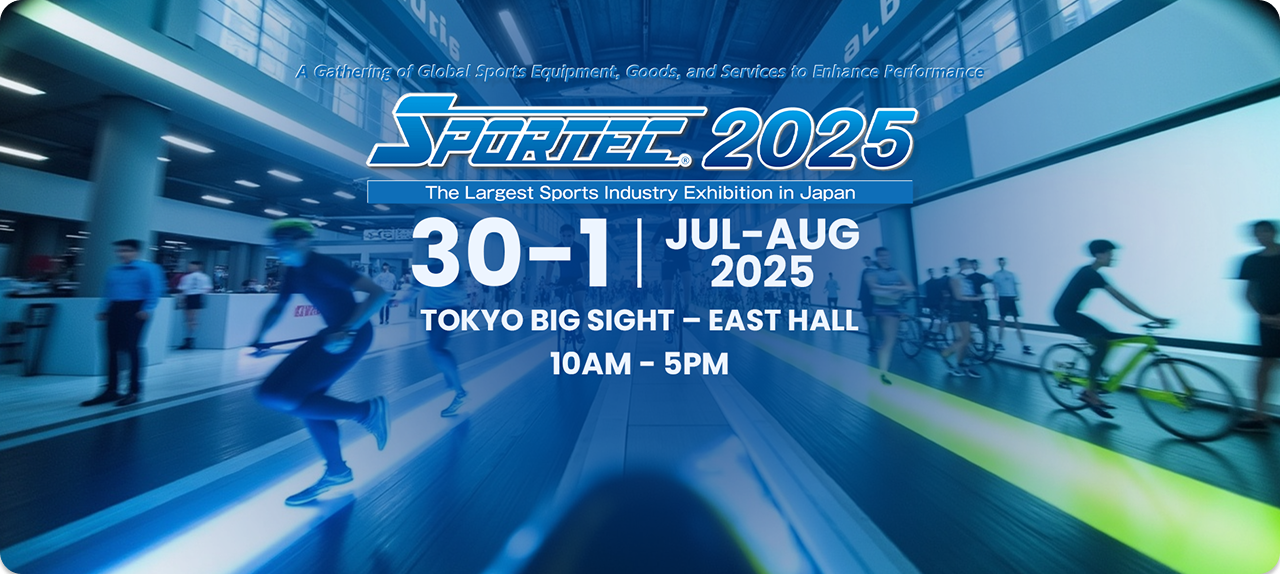 A Gathering of Global Sports Equipment, Goods, and Services to Enhance Performance
SPORTEC® 2025
The Largest Sports Industry Exhibition in Japan
30–1 | JUL–AUG 2025
TOKYO BIG SIGHT – EAST HALL
10AM - 5PM